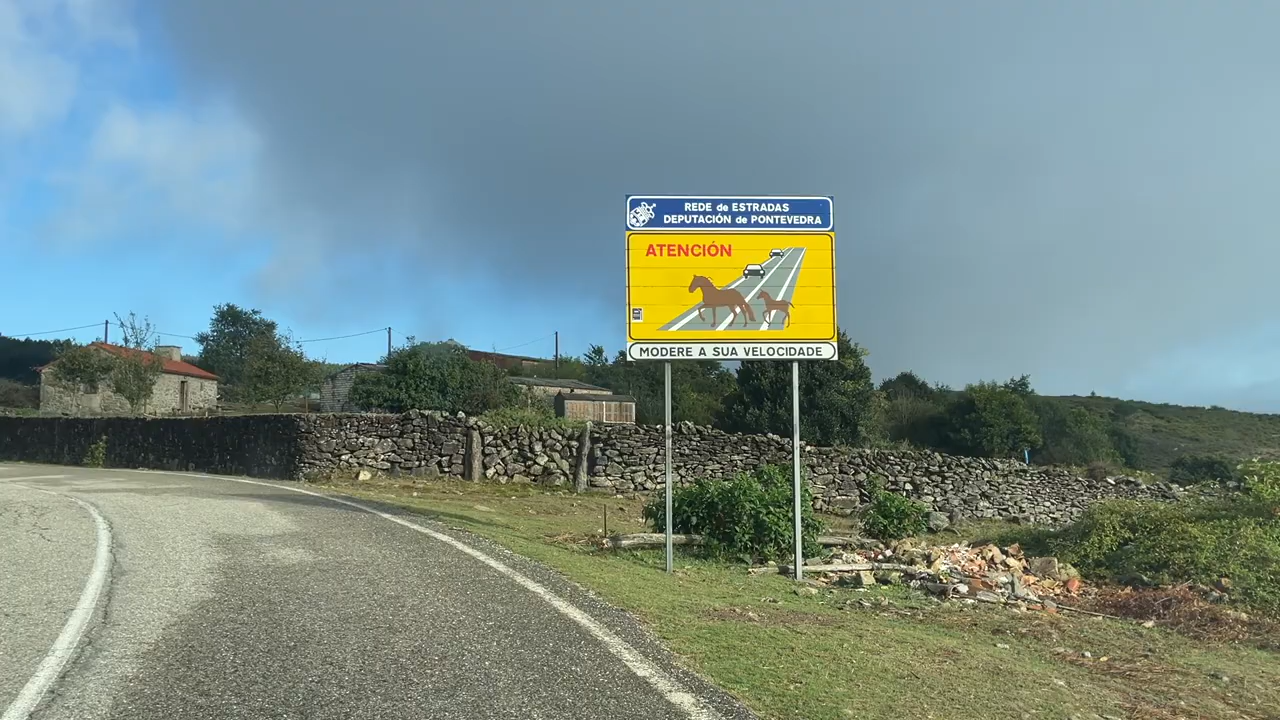 REDE de ESTRADAS
DEPUTACIÓN de PONTEVEDRA
ATENCIÓN
MODERE A SUA VELOCIDADE